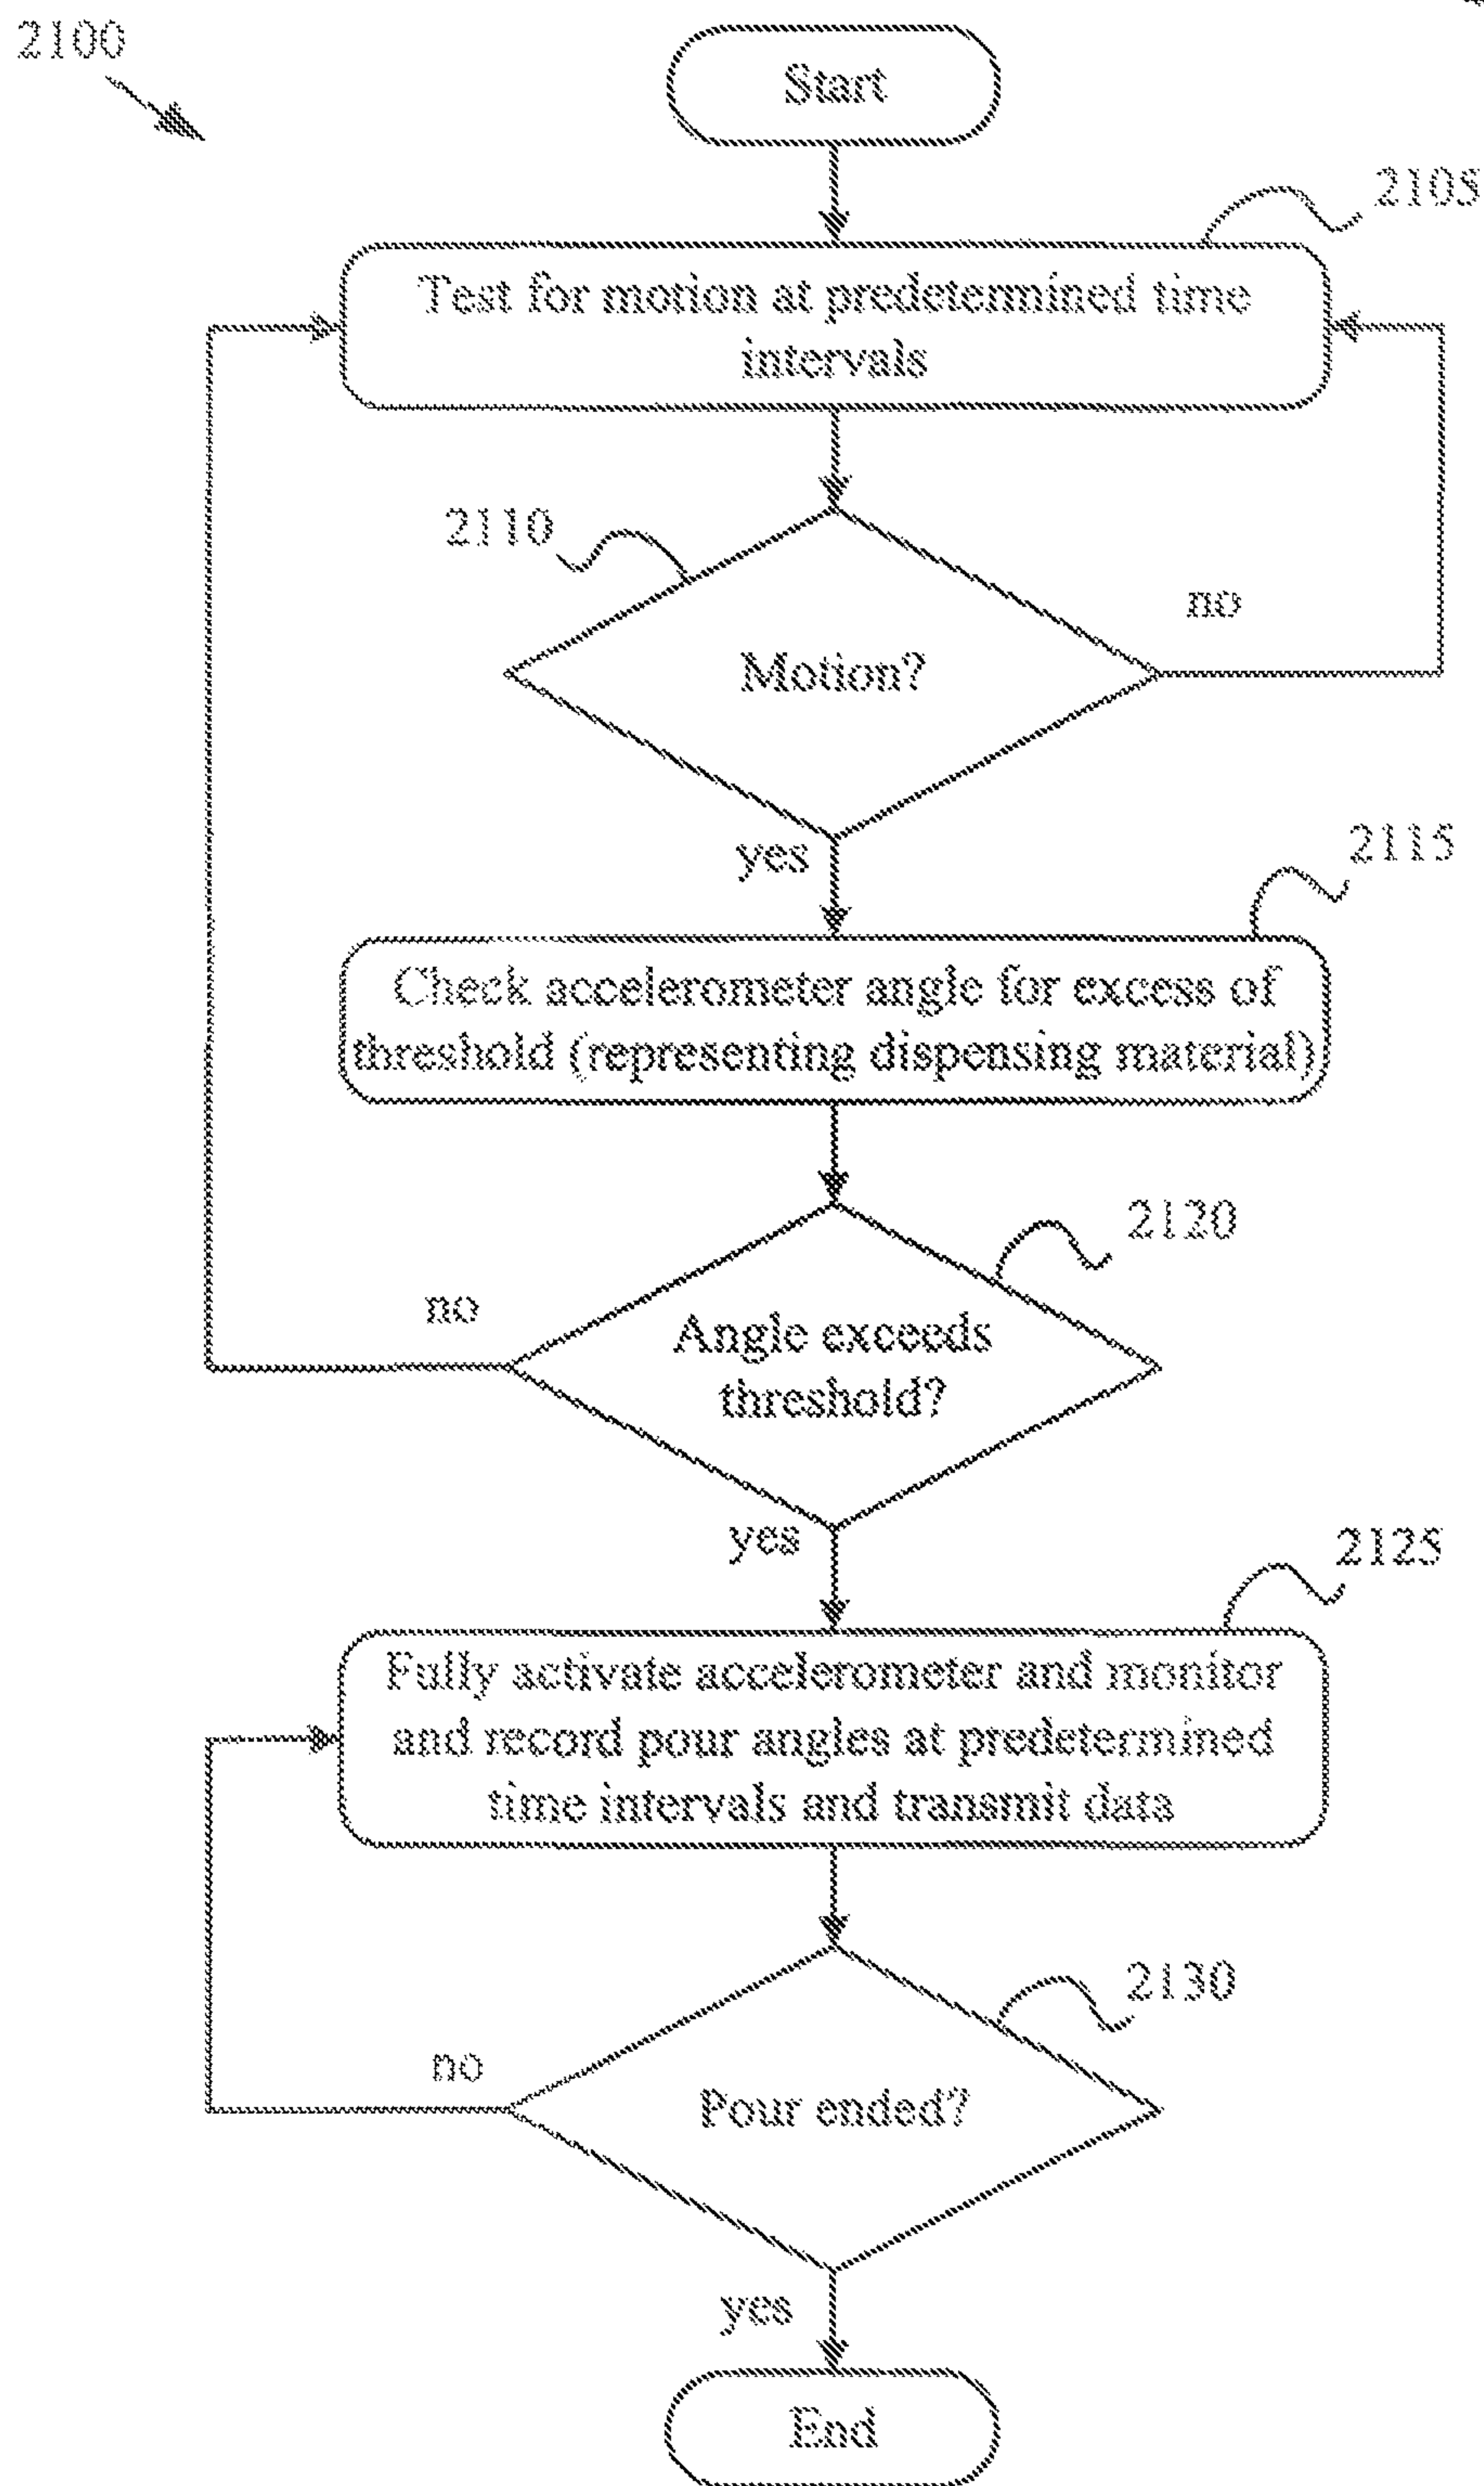 2100
Start
2105
Test for motion at predetermined time
intervals
2110
no
Motion?
yes
2115
Check accelerometer angle for excess of
threshold (representing dispensing material)
2120
no
Angle exceeds
threshold?
yes
2125
Fully activate accelerometer and monitor
and record pour angles at predetermined
time intervals and transmit data
2130
no
Pour ended?
yes
End